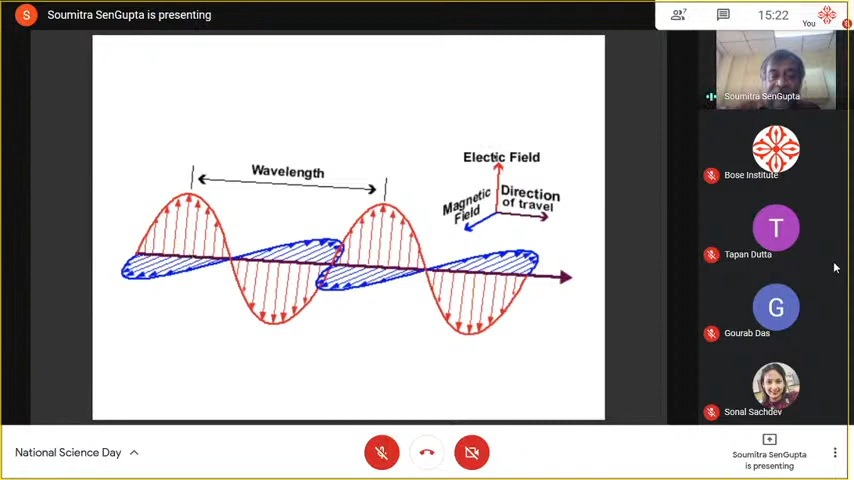 S Soumitra SenGupta is presenting
7
15:22
You
Soumitra SenGupta
Bose Institute
T
Tapan Dutta
G
Gourab Das
Sonal Sachdev
Electic Field
Magnetic
Field
Direction
of travel
Wavelength
National Science Day
Soumitra SenGupta
is presenting